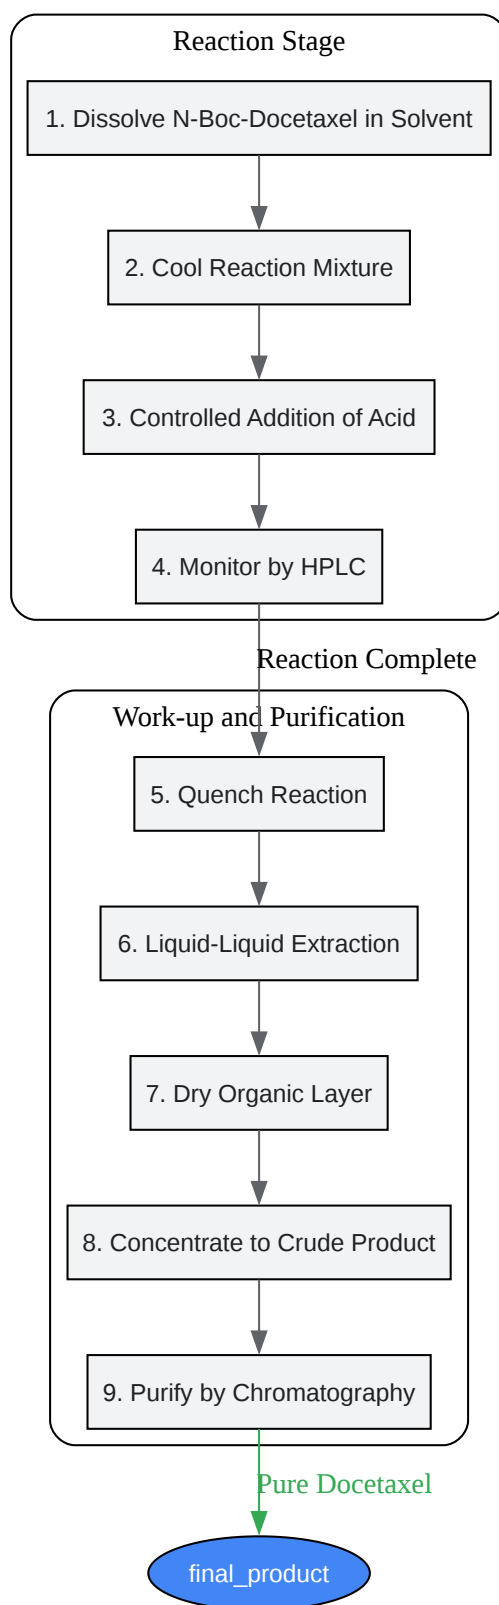 Reaction Stage
1. Dissolve N-Boc-Docetaxel in Solvent
2. Cool Reaction Mixture
3. Controlled Addition of Acid
4. Monitor by HPLC
Reaction Complete
Work-up and Purification
5. Quench Reaction
6. Liquid-Liquid Extraction
7. Dry Organic Layer
8. Concentrate to Crude Product
9. Purify by Chromatography
Pure Docetaxel
final_product